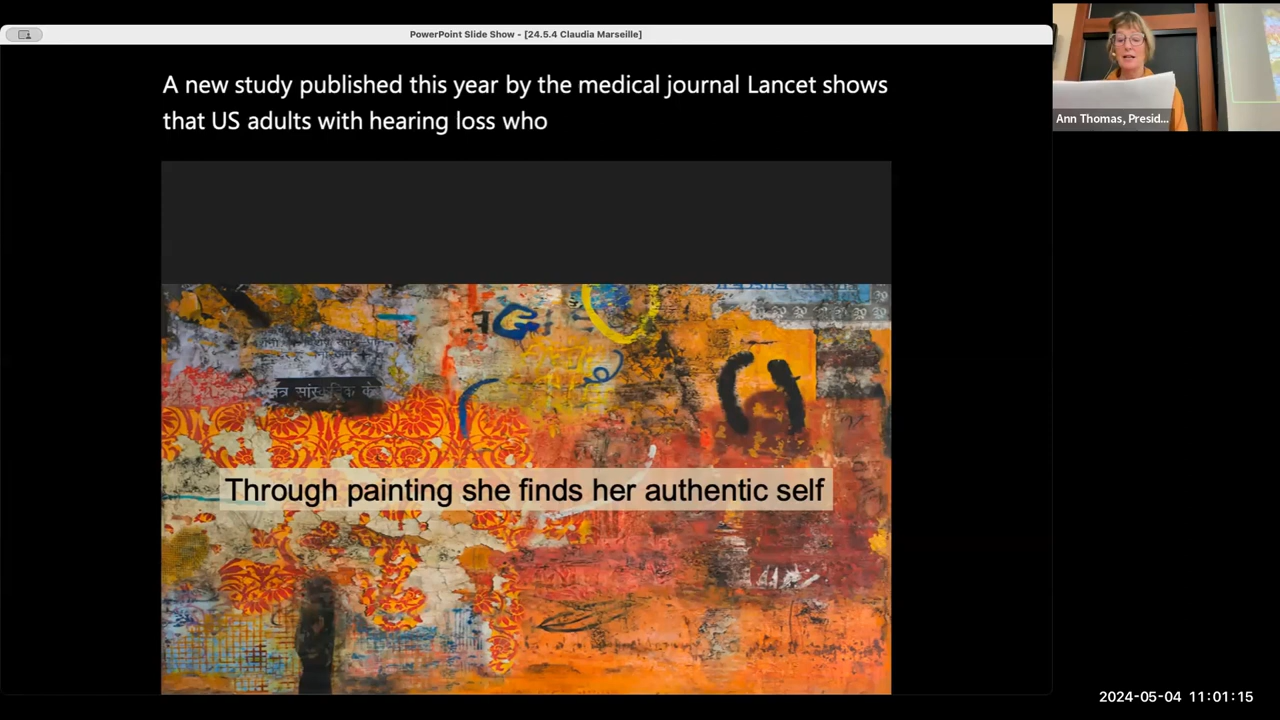 PowerPoint Slide Show - [24.5.4 Claudia Marseille]
A new study published this year by the medical journal Lancet shows
that US adults with hearing loss who
Ann Thomas, Presid...
Through painting she finds her authentic self
2024-05-04 11:01:15